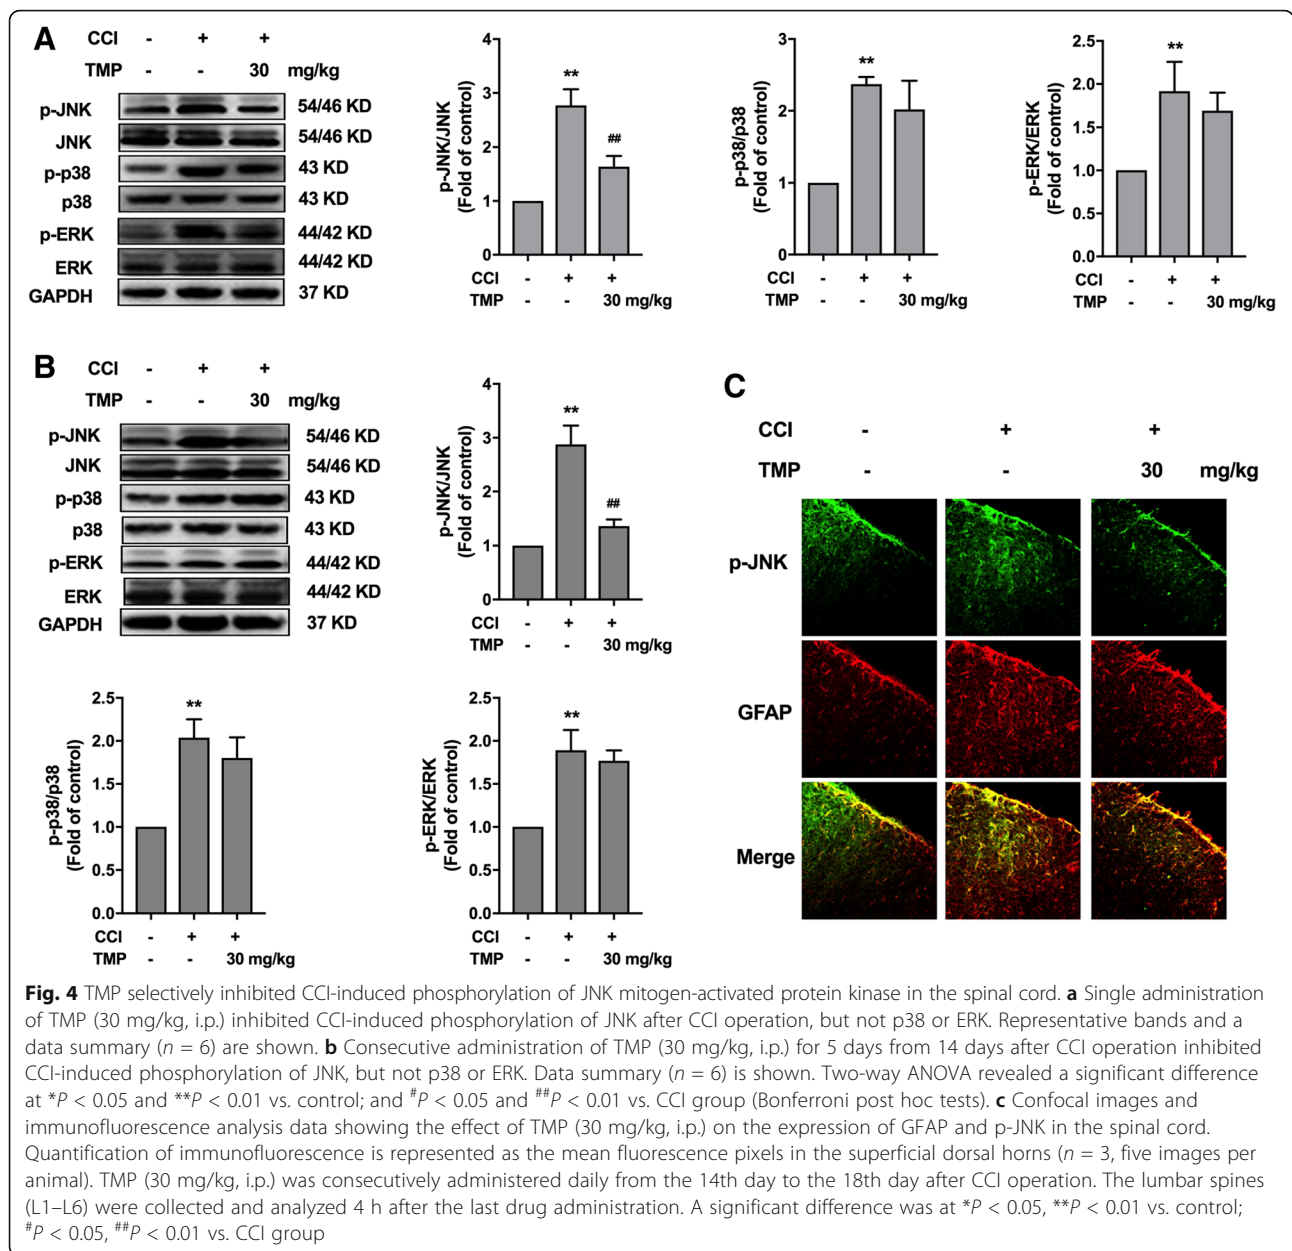 A
CCI - + +
TMP - - 30 mg/kg
p-JNK 54/46 KD
JNK 54/46 KD
p-p38 43 KD
p38 43 KD
p-ERK 44/42 KD
ERK 44/42 KD
GAPDH 37 KD
p-JNK/JNK
(Fold of control)
4
3
2
1
0
**
##
CCI - + +
TMP - - 30 mg/kg
p-p38/p38
(Fold of control)
3
2
1
0
**
CCI - + +
TMP - - 30 mg/kg
p-ERK/ERK
(Fold of control)
2.5
2.0
1.5
1.0
0.5
0.0
**
CCI - + +
TMP - - 30 mg/kg
B
CCI - + +
TMP - - 30 mg/kg
p-JNK 54/46 KD
JNK 54/46 KD
p-p38 43 KD
p38 43 KD
p-ERK 44/42 KD
ERK 44/42 KD
GAPDH 37 KD
p-JNK/JNK
(Fold of control)
4
3
2
1
0
**
##
CCI - + +
TMP - - 30 mg/kg
p-p38/p38
(Fold of control)
2.5
2.0
1.5
1.0
0.5
0.0
**
CCI - + +
TMP - - 30 mg/kg
p-ERK/ERK
(Fold of control)
2.5
2.0
1.5
1.0
0.5
0.0
**
CCI - + +
TMP - - 30 mg/kg
C
CCI - + +
TMP - - 30 mg/kg
p-JNK
GFAP
Merge
Fig. 4 TMP selectively inhibited CCI-induced phosphorylation of JNK mitogen-activated protein kinase in the spinal cord. a Single administration
of TMP (30 mg/kg, i.p.) inhibited CCI-induced phosphorylation of JNK after CCI operation, but not p38 or ERK. Representative bands and a
data summary (n = 6) are shown. b Consecutive administration of TMP (30 mg/kg, i.p.) for 5 days from 14 days after CCI operation inhibited
CCI-induced phosphorylation of JNK, but not p38 or ERK. Data summary (n = 6) is shown. Two-way ANOVA revealed a significant difference
at *P < 0.05 and **P < 0.01 vs. control; and #P < 0.05 and ##P < 0.01 vs. CCI group (Bonferroni post hoc tests). c Confocal images and
immunofluorescence analysis data showing the effect of TMP (30 mg/kg, i.p.) on the expression of GFAP and p-JNK in the spinal cord.
Quantification of immunofluorescence is represented as the mean fluorescence pixels in the superficial dorsal horns (n = 3, five images per
animal). TMP (30 mg/kg, i.p.) was consecutively administered daily from the 14th day to the 18th day after CCI operation. The lumbar spines
(L1–L6) were collected and analyzed 4 h after the last drug administration. A significant difference was at *P < 0.05, **P < 0.01 vs. control;
#P < 0.05, ##P < 0.01 vs. CCI group